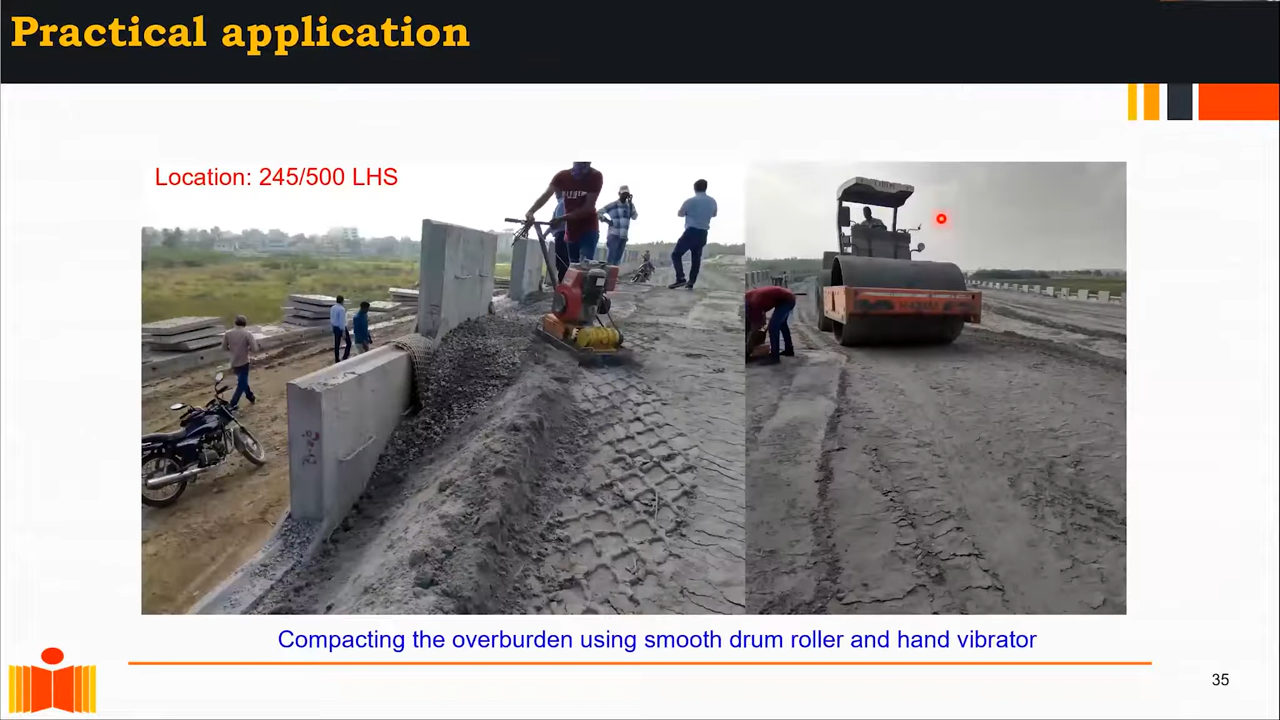 Practical application
Location: 245/500 LHS
Compacting the overburden using smooth drum roller and hand vibrator
35